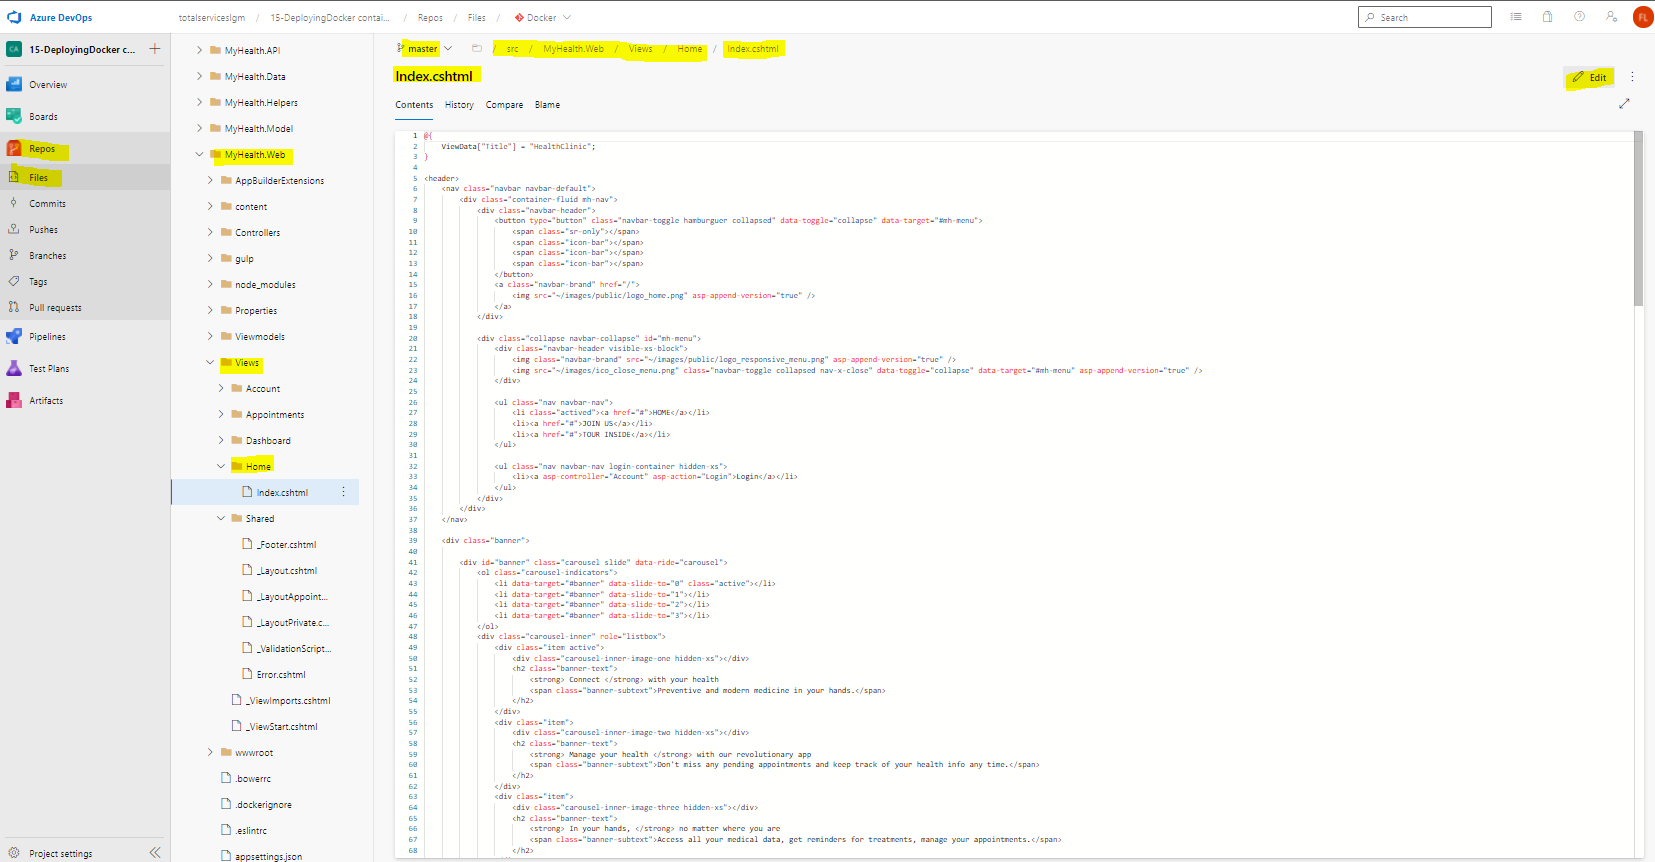 Azure DevOps
totalserviceslgm / 15-DeployingDocker contai... / Repos / Files / Docker
Search
FL
CA 15-DeployingDocker c...
Overview
Boards
Repos
Files
Commits
Pushes
Branches
Tags
Pull requests
Pipelines
Test Plans
Artifacts
Project settings
MyHealth.API
MyHealth.Data
MyHealth.Helpers
MyHealth.Model
MyHealth.Web
AppBuilderExtensions
content
Controllers
gulp
node_modules
Properties
Viewmodels
Views
Account
Appointments
Dashboard
Home
Index.cshtml
Shared
_Footer.cshtml
_Layout.cshtml
_LayoutAppoint...
_LayoutPrivate.c...
_ValidationScript...
Error.cshtml
_ViewImports.cshtml
_ViewStart.cshtml
wwwroot
.bowerrc
.dockerignore
.eslintrc
appsettings.json
master / src / MyHealth.Web / Views / Home / Index.cshtml
Index.cshtml
Edit
Contents History Compare Blame
1 @{
2 ViewData["Title"] = "HealthClinic";
3 }
4
5 <header>
6 <nav class="navbar navbar-default">
7 <div class="container-fluid mh-nav">
8 <div class="navbar-header">
9 <button type="button" class="navbar-toggle hamburguer collapsed" data-toggle="collapse" data-target="#mh-menu">
10 <span class="sr-only"></span>
11 <span class="icon-bar"></span>
12 <span class="icon-bar"></span>
13 <span class="icon-bar"></span>
14 </button>
15 <a class="navbar-brand" href="/">
16 <img src="~/images/public/logo_home.png" asp-append-version="true" />
17 </a>
18 </div>
19
20 <div class="collapse navbar-collapse" id="mh-menu">
21 <div class="navbar-header visible-xs-block">
22 <img class="navbar-brand" src="~/images/public/logo_responsive_menu.png" asp-append-version="true" />
23 <img src="~/images/ico_close_menu.png" class="navbar-toggle collapsed nav-x-close" data-toggle="collapse" data-target="#mh-menu" asp-append-version="true" />
24 </div>
25
26 <ul class="nav navbar-nav">
27 <li class="actived"><a href="#">HOME</a></li>
28 <li><a href="#">JOIN US</a></li>
29 <li><a href="#">TOUR INSIDE</a></li>
30 </ul>
31
32 <ul class="nav navbar-nav login-container hidden-xs">
33 <li><a asp-controller="Account" asp-action="Login">Login</a></li>
34 </ul>
35 </div>
36 </div>
37 </nav>
38
39 <div class="banner">
40
41 <div id="banner" class="carousel slide" data-ride="carousel">
42 <ol class="carousel-indicators">
43 <li data-target="#banner" data-slide-to="0" class="active"></li>
44 <li data-target="#banner" data-slide-to="1"></li>
45 <li data-target="#banner" data-slide-to="2"></li>
46 <li data-target="#banner" data-slide-to="3"></li>
47 </ol>
48 <div class="carousel-inner" role="listbox">
49 <div class="item active">
50 <div class="carousel-inner-image-one hidden-xs"></div>
51 <h2 class="banner-text">
52 <strong> Connect </strong> with your health
53 <span class="banner-subtext">Preventive and modern medicine in your hands.</span>
54 </h2>
55 </div>
56 <div class="item">
57 <div class="carousel-inner-image-two hidden-xs"></div>
58 <h2 class="banner-text">
59 <strong> Manage your health </strong> with our revolutionary app
60 <span class="banner-subtext">Don't miss any pending appointments and keep track of your health info any time.</span>
61 </h2>
62 </div>
63 <div class="item">
64 <div class="carousel-inner-image-three hidden-xs"></div>
65 <h2 class="banner-text">
66 <strong> In your hands, </strong> no matter where you are
67 <span class="banner-subtext">Access all your medical data, get reminders for treatments, manage your appointments.</span>
68 </h2>